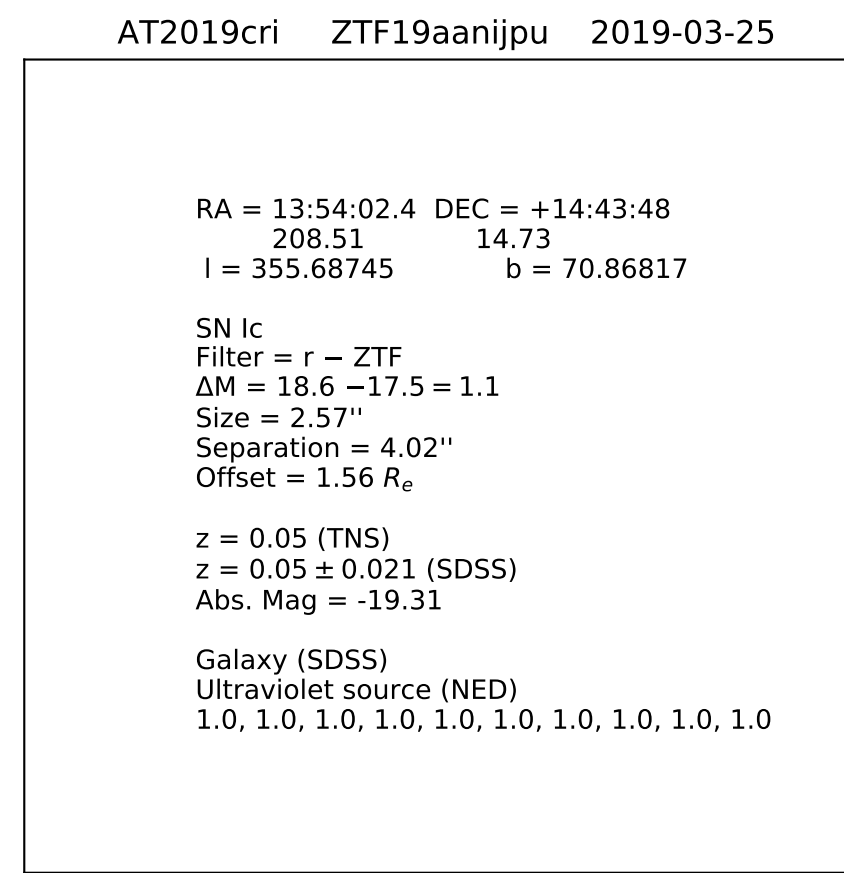 AT2019cri ZTF19aanijpu 2019-03-25
RA = 13:54:02.4 DEC = +14:43:48
208.51 14.73
l = 355.68745 b = 70.86817
SN Ic
Filter = r − ZTF
ΔM = 18.6 −17.5 = 1.1
Size = 2.57''
Separation = 4.02''
Offset = 1.56 Rₑ
z = 0.05 (TNS)
z = 0.05 ± 0.021 (SDSS)
Abs. Mag = -19.31
Galaxy (SDSS)
Ultraviolet source (NED)
1.0, 1.0, 1.0, 1.0, 1.0, 1.0, 1.0, 1.0, 1.0, 1.0